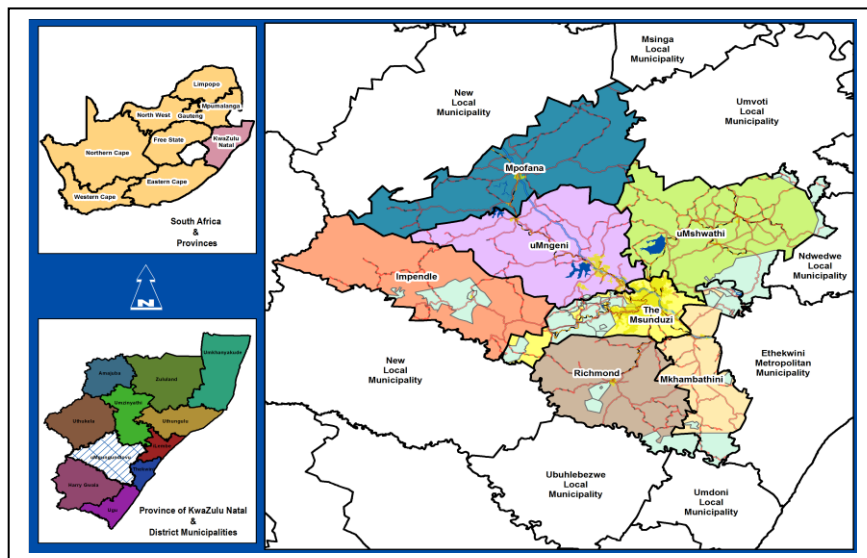 Limpopo
Mpumalanga
North West
Gauteng
Free State
KwaZulu
Natal
Northern Cape
Eastern Cape
Western Cape
South Africa
&
Provinces
N
Umkhanyakude
Amajuba
Zululand
Umzinyathi
Uthukela
Uthungulu
Harry Gwala
Ugu
Province of KwaZulu Natal
&
District Municipalities
Msinga
Local
Municipality
New
Local
Municipality
Umvoti
Local
Municipality
Mpofana
uMshwathi
uMngeni
Ndwedwe
Local
Municipality
Impendle
The
Msunduzi
New
Local
Municipality
Richmond
Mkhambathini
Ethekwini
Metropolitan
Municipality
Ubuhlebezwe
Local
Municipality
Umdoni
Local
Municipality